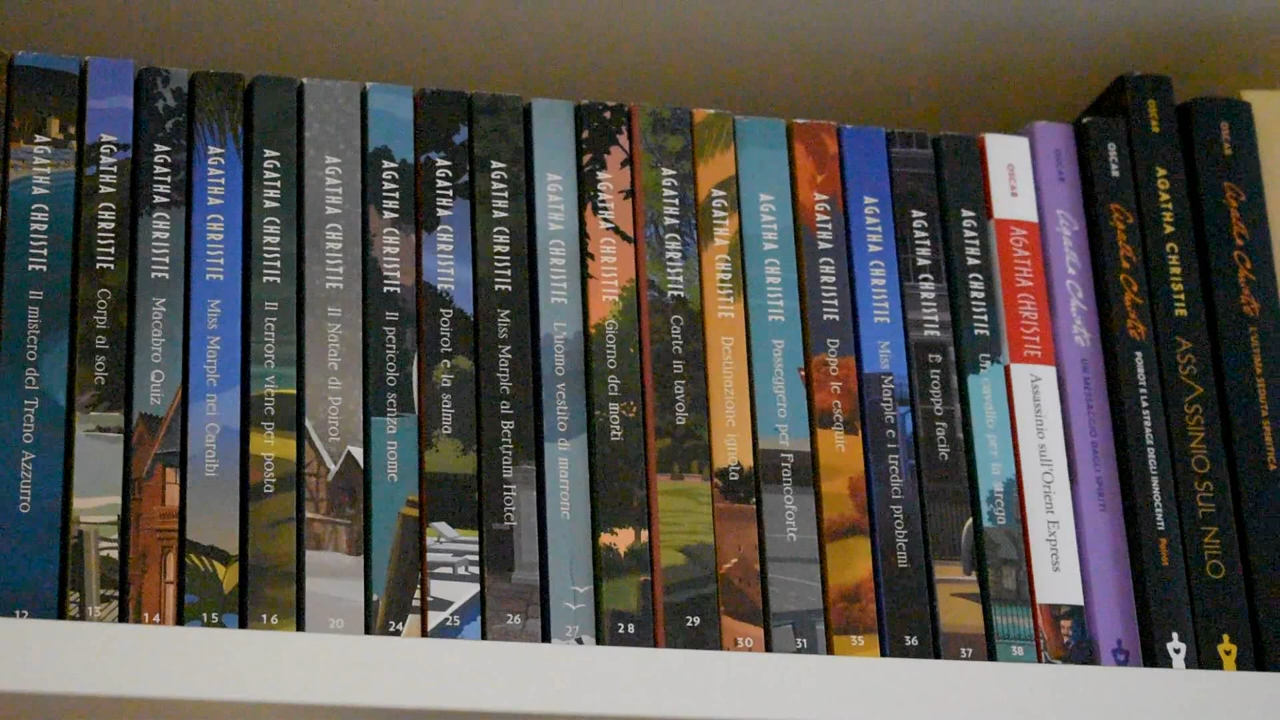 AGATHA CHRISTIE Il mistero del Treno Azzurro 12
AGATHA CHRISTIE Corpi al sole 13
AGATHA CHRISTIE Macabro Quiz 14
AGATHA CHRISTIE Miss Marple nei Caraibi 15
AGATHA CHRISTIE Il terrore viene per posta 16
AGATHA CHRISTIE Il Natale di Poirot 20
AGATHA CHRISTIE Il pericolo senza nome 24
AGATHA CHRISTIE Poirot e la salma 25
AGATHA CHRISTIE Miss Marple al Bertram Hotel 26
AGATHA CHRISTIE L'uomo vestito di marrone 27
AGATHA CHRISTIE Giorno dei morti 28
AGATHA CHRISTIE Carte in tavola 29
AGATHA CHRISTIE Destinazione ignota 30
AGATHA CHRISTIE Passeggero per Francoforte 31
AGATHA CHRISTIE Dopo le esequie 35
AGATHA CHRISTIE Miss Marple e i tredici problemi 36
AGATHA CHRISTIE È troppo facile 37
AGATHA CHRISTIE Un cavallo per la strega 38
OSCAR AGATHA CHRISTIE Assassinio sull'Orient Express
OSCAR Agatha Christie UN MESSAGGIO DAGLI SPIRITI
OSCAR Agatha Christie POIROT E LA STRAGE DEGLI INNOCENTI Poirot
OSCAR AGATHA CHRISTIE ASSASSINIO SUL NILO
OSCAR Agatha Christie L'ULTIMA SEDUTA SPIRITICA